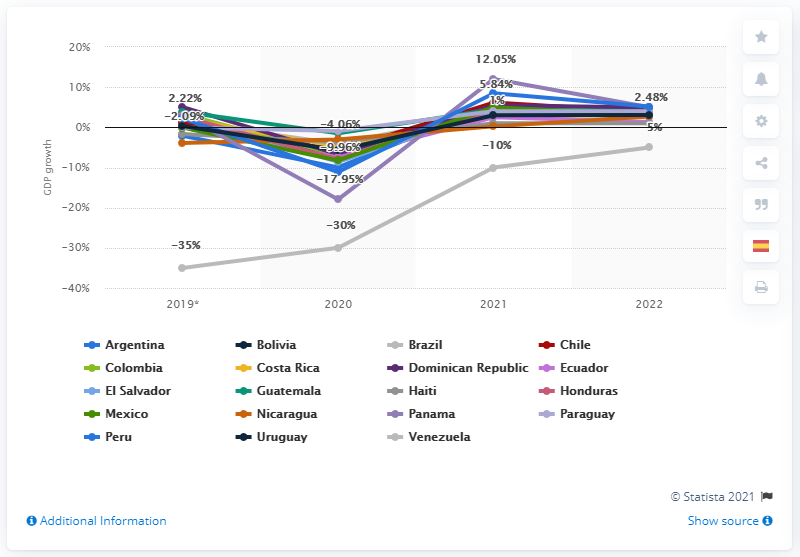 20%
10%
0%
-10%
-20%
-30%
-40%
GDP growth
2.22%
-2.09%
-35%
-4.06%
-9.96%
-17.95%
-30%
12.05%
5.84%
1%
-10%
2.48%
5%
2019*
2020
2021
2022
Argentina
Bolivia
Brazil
Chile
Colombia
Costa Rica
Dominican Republic
Ecuador
El Salvador
Guatemala
Haiti
Honduras
Mexico
Nicaragua
Panama
Paraguay
Peru
Uruguay
Venezuela
© Statista 2021
Additional Information
Show source